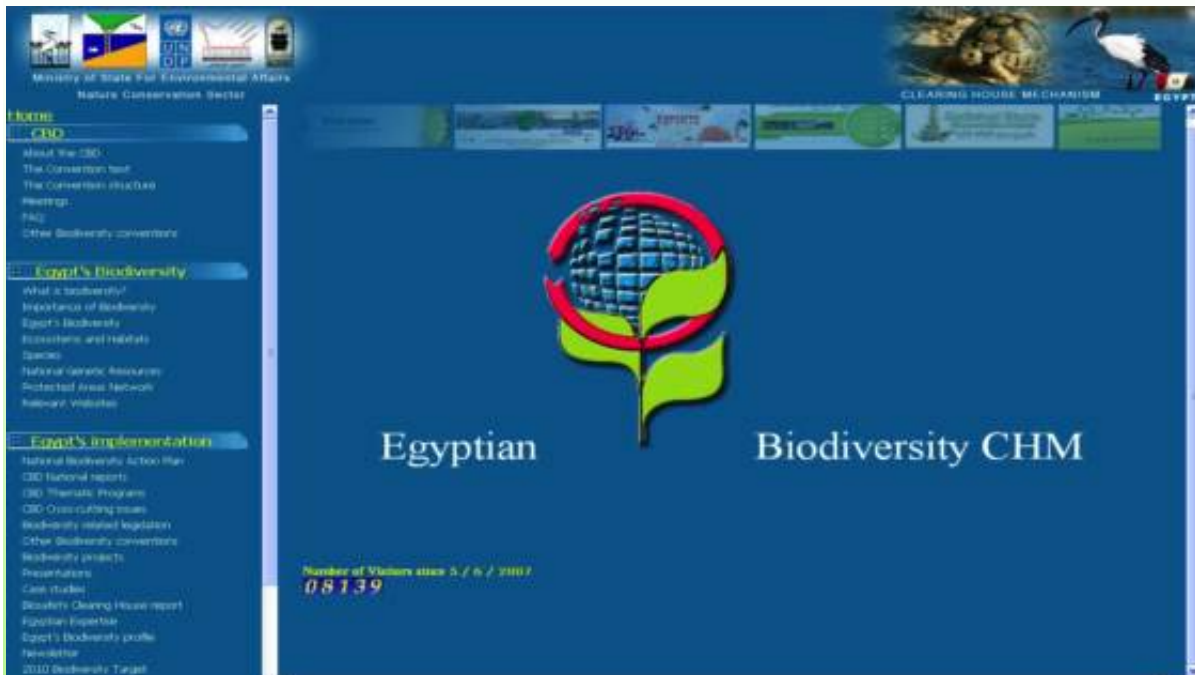 UN
DP
Ministry of State For Environmental Affairs
Nature Conservation Sector
CLEARING HOUSE MECHANISM
EGYPT
Home
CBD
About the CBD
The Convention text
The Convention structure
Meetings
FAQ
Other Biodiversity conventions
Egypt's Biodiversity
What is biodiversity?
Importance of Biodiversity
Egypt's Biodiversity
Ecosystems and Habitats
Species
National Genetic Resources
Protected Areas Network
Relevant Websites
Egypt's implementation
National Biodiversity Action Plan
CBD National reports
CBD Thematic Programs
CBD Cross-cutting issues
Biodiversity related legislation
Other Biodiversity conventions
Biodiversity projects
Presentations
Case studies
Biosafety Clearing House report
Egyptian Expertise
Egypt's Biodiversity profile
Newsletter
2010 Biodiversity Target
EXPERTS
Egyptian Biodiversity CHM
Number of Visitors since 5 / 6 / 2007
08139